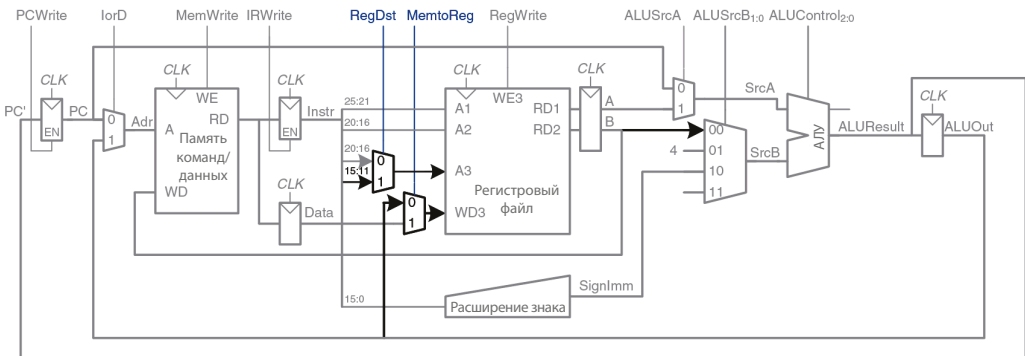 PCWrite IorD MemWrite IRWrite RegDst MemtoReg RegWrite ALUSrcA ALUSrcB1:0 ALUControl2:0
CLK CLK CLK CLK CLK CLK
PC' PC EN 0 1 Adr
WE A RD
Память
команд/
данных
WD
EN Instr
CLK
Data
25:21
20:16
20:16
15:11
15:0
0 1
0 1
WE3
A1 RD1
A2 RD2
A3
WD3
Регистровый
файл
A
B
0 1
SrcA
4
00
01
10
11
SrcB
АЛУ
ALUResult
ALUOut
SignImm
Расширение знака